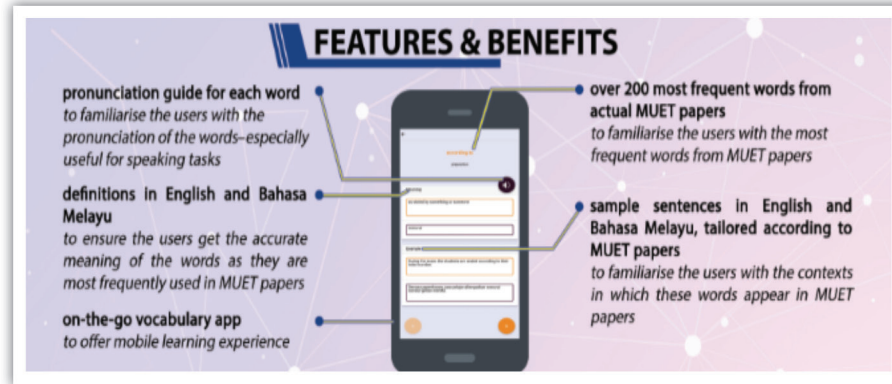 FEATURES & BENEFITS
pronunciation guide for each word
to familiarise the users with the
pronunciation of the words–especially
useful for speaking tasks
definitions in English and Bahasa
Melayu
to ensure the users get the accurate
meaning of the words as they are
most frequently used in MUET papers
on-the-go vocabulary app
to offer mobile learning experience
according to
over 200 most frequent words from
actual MUET papers
to familiarise the users with the most
frequent words from MUET papers
sample sentences in English and
Bahasa Melayu, tailored according to
MUET papers
to familiarise the users with the contexts
in which these words appear in MUET
papers